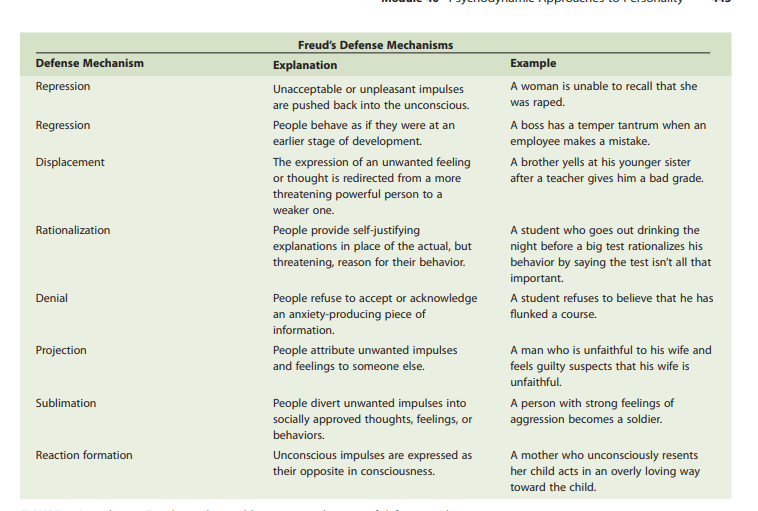 Freud's Defense Mechanisms
Defense Mechanism Explanation Example
Repression Unacceptable or unpleasant impulses A woman is unable to recall that she
are pushed back into the unconscious. was raped.
Regression People behave as if they were at an A boss has a temper tantrum when an
earlier stage of development. employee makes a mistake.
Displacement The expression of an unwanted feeling A brother yells at his younger sister
or thought is redirected from a more after a teacher gives him a bad grade.
threatening powerful person to a
weaker one.
Rationalization People provide self-justifying A student who goes out drinking the
explanations in place of the actual, but night before a big test rationalizes his
threatening, reason for their behavior. behavior by saying the test isn't all that
important.
Denial People refuse to accept or acknowledge A student refuses to believe that he has
an anxiety-producing piece of flunked a course.
information.
Projection People attribute unwanted impulses A man who is unfaithful to his wife and
and feelings to someone else. feels guilty suspects that his wife is
unfaithful.
Sublimation People divert unwanted impulses into A person with strong feelings of
socially approved thoughts, feelings, or aggression becomes a soldier.
behaviors.
Reaction formation Unconscious impulses are expressed as A mother who unconsciously resents
their opposite in consciousness. her child acts in an overly loving way
toward the child.